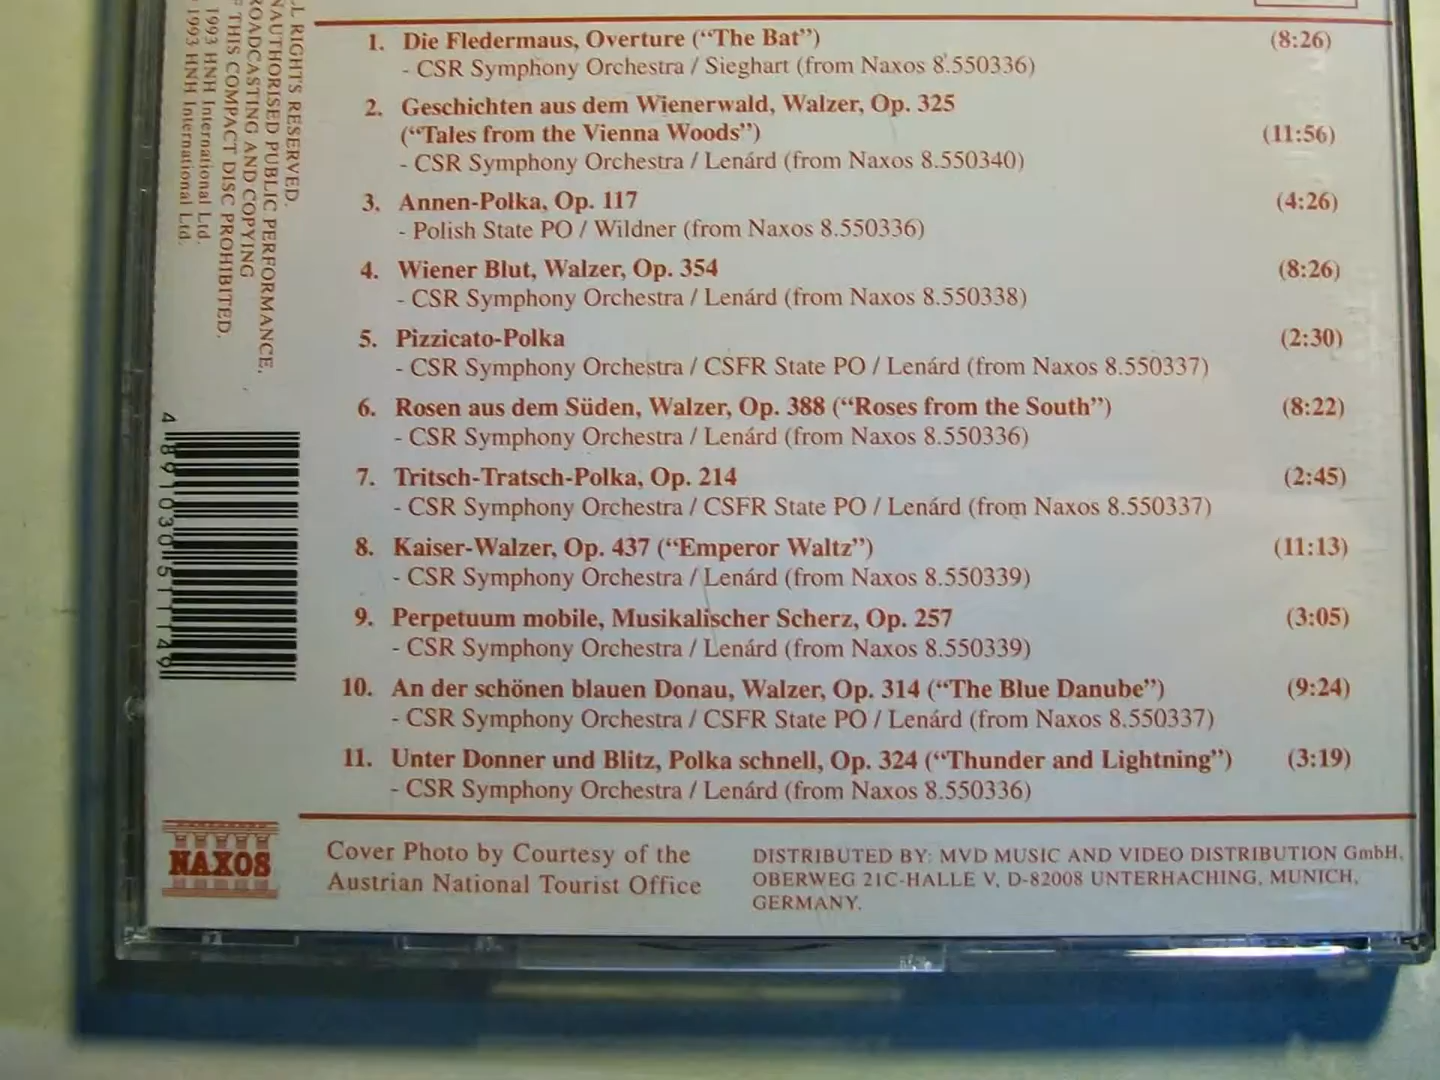 1. Die Fledermaus, Overture (“The Bat”) (8:26)
- CSR Symphony Orchestra / Sieghart (from Naxos 8.550336)
2. Geschichten aus dem Wienerwald, Walzer, Op. 325
(“Tales from the Vienna Woods”) (11:56)
- CSR Symphony Orchestra / Lenárd (from Naxos 8.550340)
3. Annen-Polka, Op. 117 (4:26)
- Polish State PO / Wildner (from Naxos 8.550336)
4. Wiener Blut, Walzer, Op. 354 (8:26)
- CSR Symphony Orchestra / Lenárd (from Naxos 8.550338)
5. Pizzicato-Polka (2:30)
- CSR Symphony Orchestra / CSFR State PO / Lenárd (from Naxos 8.550337)
6. Rosen aus dem Süden, Walzer, Op. 388 (“Roses from the South”) (8:22)
- CSR Symphony Orchestra / Lenárd (from Naxos 8.550336)
7. Tritsch-Tratsch-Polka, Op. 214 (2:45)
- CSR Symphony Orchestra / CSFR State PO / Lenárd (from Naxos 8.550337)
8. Kaiser-Walzer, Op. 437 (“Emperor Waltz”) (11:13)
- CSR Symphony Orchestra / Lenárd (from Naxos 8.550339)
9. Perpetuum mobile, Musikalischer Scherz, Op. 257 (3:05)
- CSR Symphony Orchestra / Lenárd (from Naxos 8.550339)
10. An der schönen blauen Donau, Walzer, Op. 314 (“The Blue Danube”) (9:24)
- CSR Symphony Orchestra / CSFR State PO / Lenárd (from Naxos 8.550337)
11. Unter Donner und Blitz, Polka schnell, Op. 324 (“Thunder and Lightning”) (3:19)
- CSR Symphony Orchestra / Lenárd (from Naxos 8.550336)
NAXOS
Cover Photo by Courtesy of the
Austrian National Tourist Office
DISTRIBUTED BY: MVD MUSIC AND VIDEO DISTRIBUTION GmbH,
OBERWEG 21C-HALLE V, D-82008 UNTERHACHING, MUNICH,
GERMANY.
RIGHTS RESERVED.
PUBLIC PERFORMANCE,
AND COPYING
THIS COMPACT DISC PROHIBITED.
1993 HNH International Ltd.
1993 HNH International Ltd.
4 891030 511149